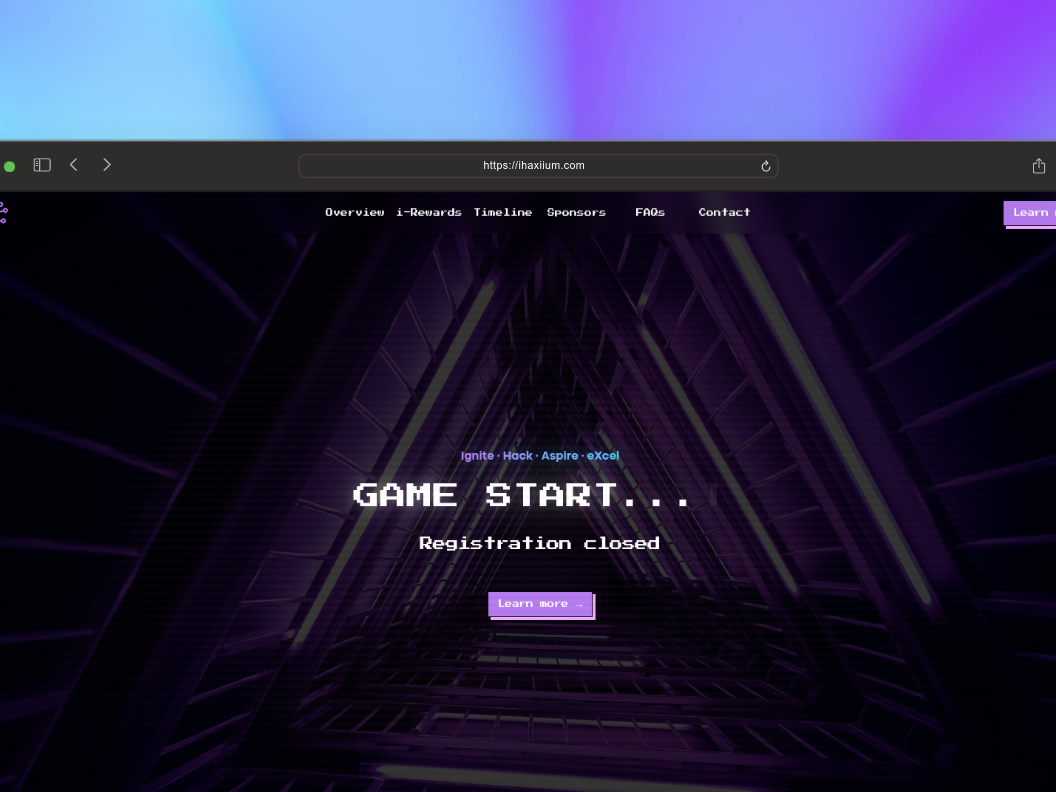 https://ihaxiium.com
Overview i-Rewards Timeline Sponsors FAQs Contact
Learn
Ignite · Hack · Aspire · eXcel
GAME START...
Registration closed
Learn more →